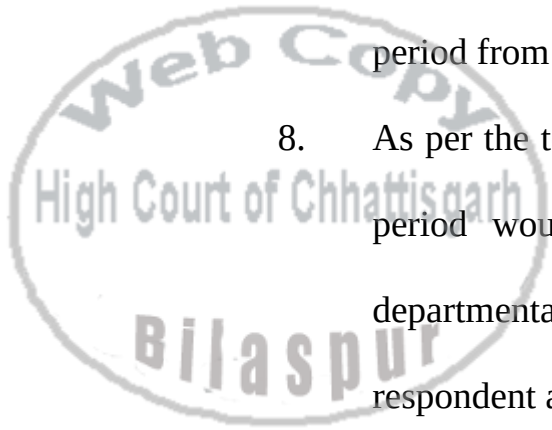 Web Copy
period from
8. As per the t
High Court of Chhattisgarh
period wou
departmenta
Bilaspur
respondent a